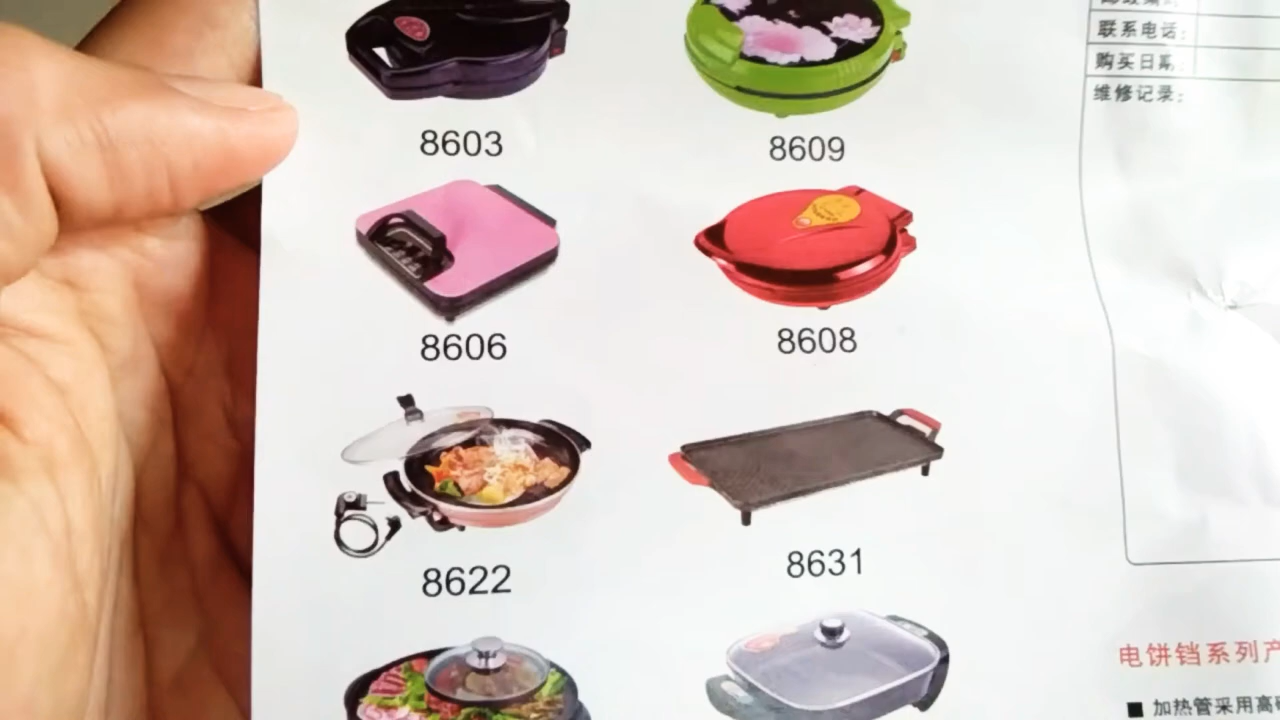 8603
8609
8606
8608
8622
8631
联系电话：
购买日期：
维修记录：
电饼铛系列产
■ 加热管采用高